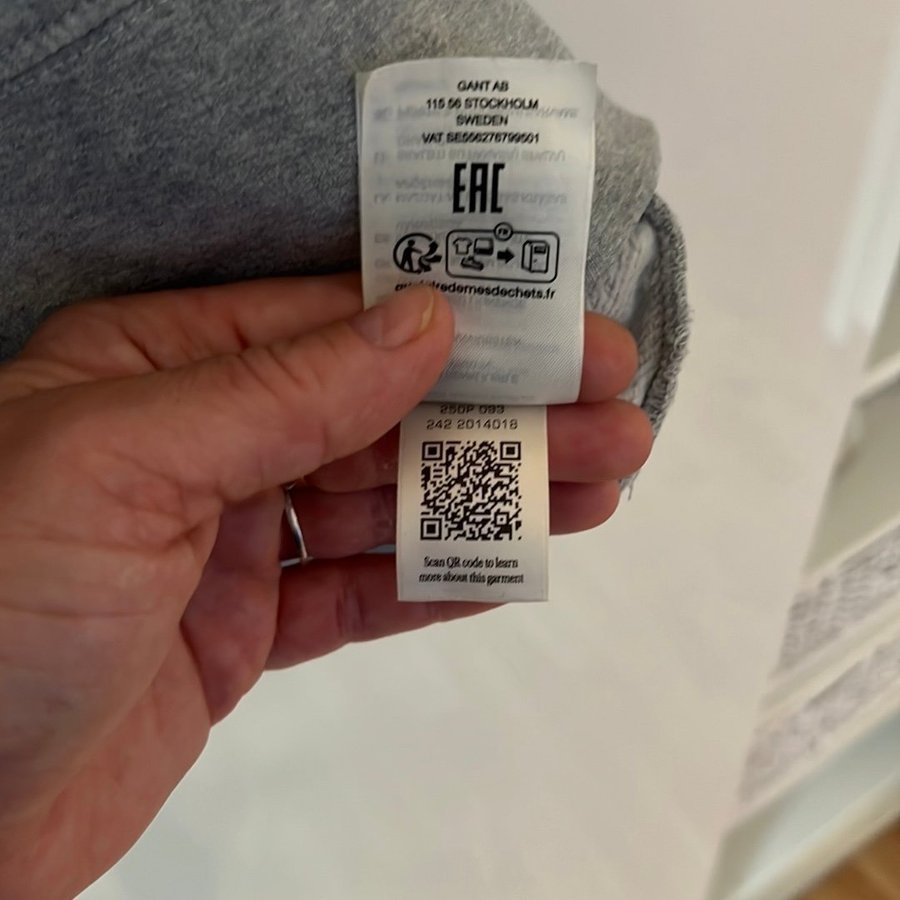 GANT AB
115 56 STOCKHOLM
SWEDEN
VAT SE556276799501
EAC
FR
250P 093
242 2014018
Scan QR code to learn
more about this garment